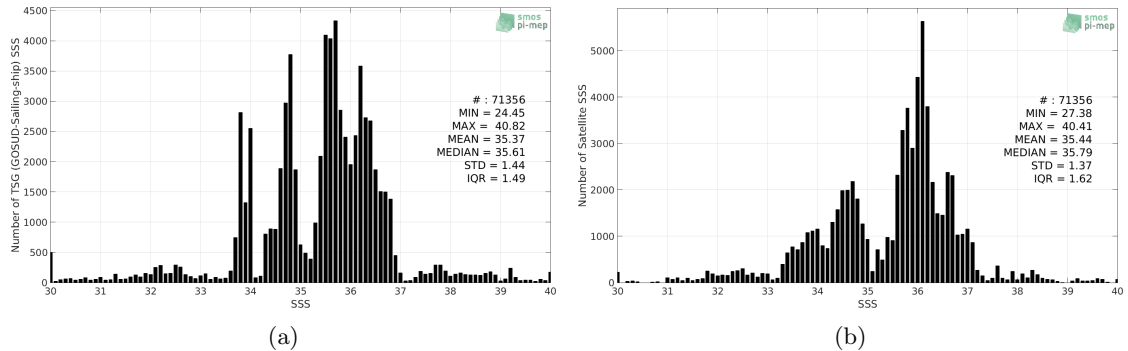 smos
pi-mep
Number of TSG (GOSUD-Sailing-ship) SSS
4500
4000
3500
3000
2500
2000
1500
1000
500
0
# : 71356
MIN = 24.45
MAX = 40.82
MEAN = 35.37
MEDIAN = 35.61
STD = 1.44
IQR = 1.49
30 31 32 33 34 35 36 37 38 39 40
SSS
(a)
smos
pi-mep
Number of Satellite SSS
5000
4000
3000
2000
1000
0
# : 71356
MIN = 27.38
MAX = 40.41
MEAN = 35.44
MEDIAN = 35.79
STD = 1.37
IQR = 1.62
30 31 32 33 34 35 36 37 38 39 40
SSS
(b)